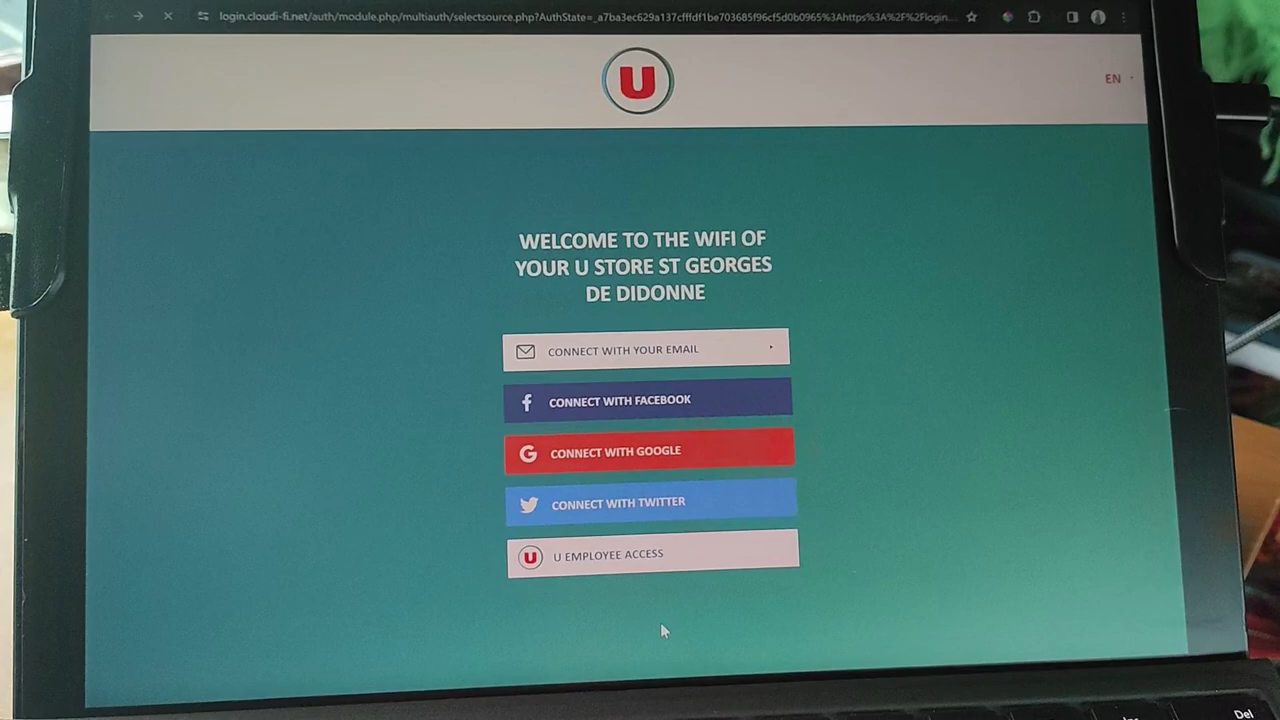 login.cloudi-fi.net/auth/module.php/multiauth/selectsource.php?AuthState=_a7ba3ec629a137cfffdf1be703685f96cf5d0b0965%3Ahttps%3A%2F%2Flogin...
U
EN
WELCOME TO THE WIFI OF
YOUR U STORE ST GEORGES
DE DIDONNE
CONNECT WITH YOUR EMAIL
f CONNECT WITH FACEBOOK
G CONNECT WITH GOOGLE
CONNECT WITH TWITTER
U U EMPLOYEE ACCESS
Del